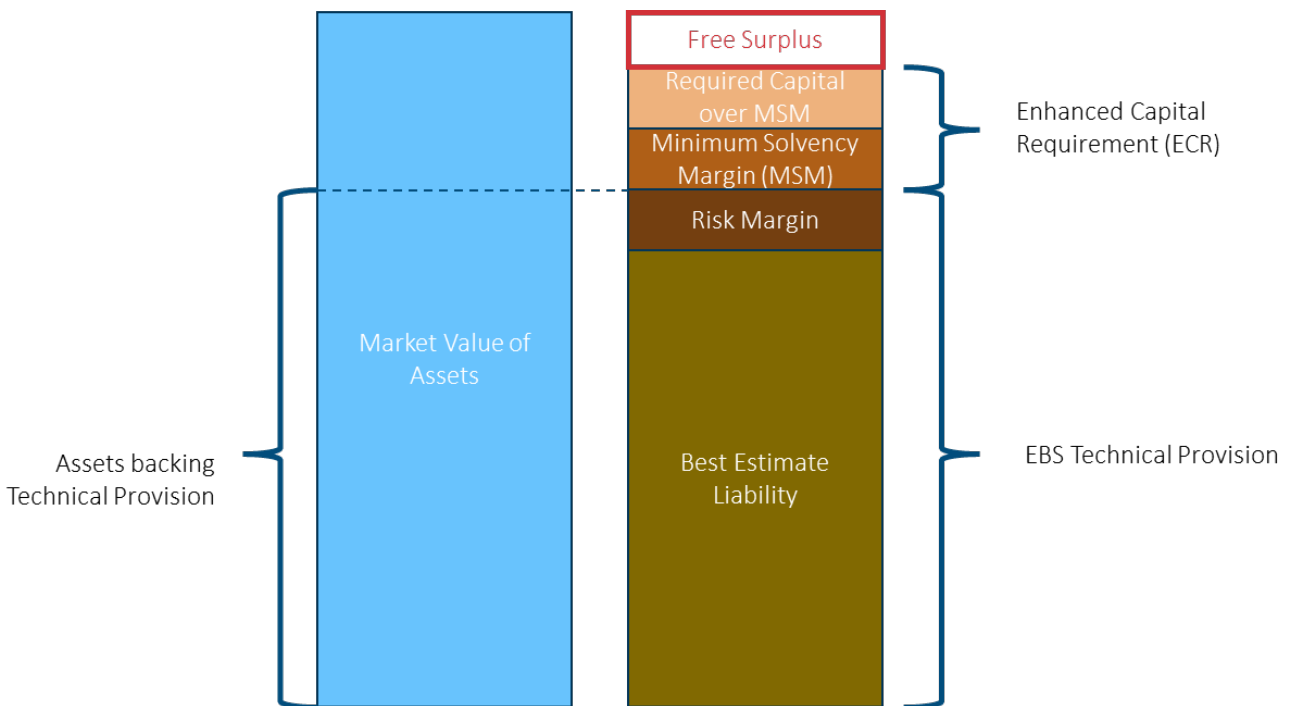 Free Surplus
Required Capital
over MSM
Minimum Solvency
Margin (MSM)
Risk Margin
Best Estimate
Liability
Market Value of
Assets
Assets backing
Technical Provision
Enhanced Capital
Requirement (ECR)
EBS Technical Provision